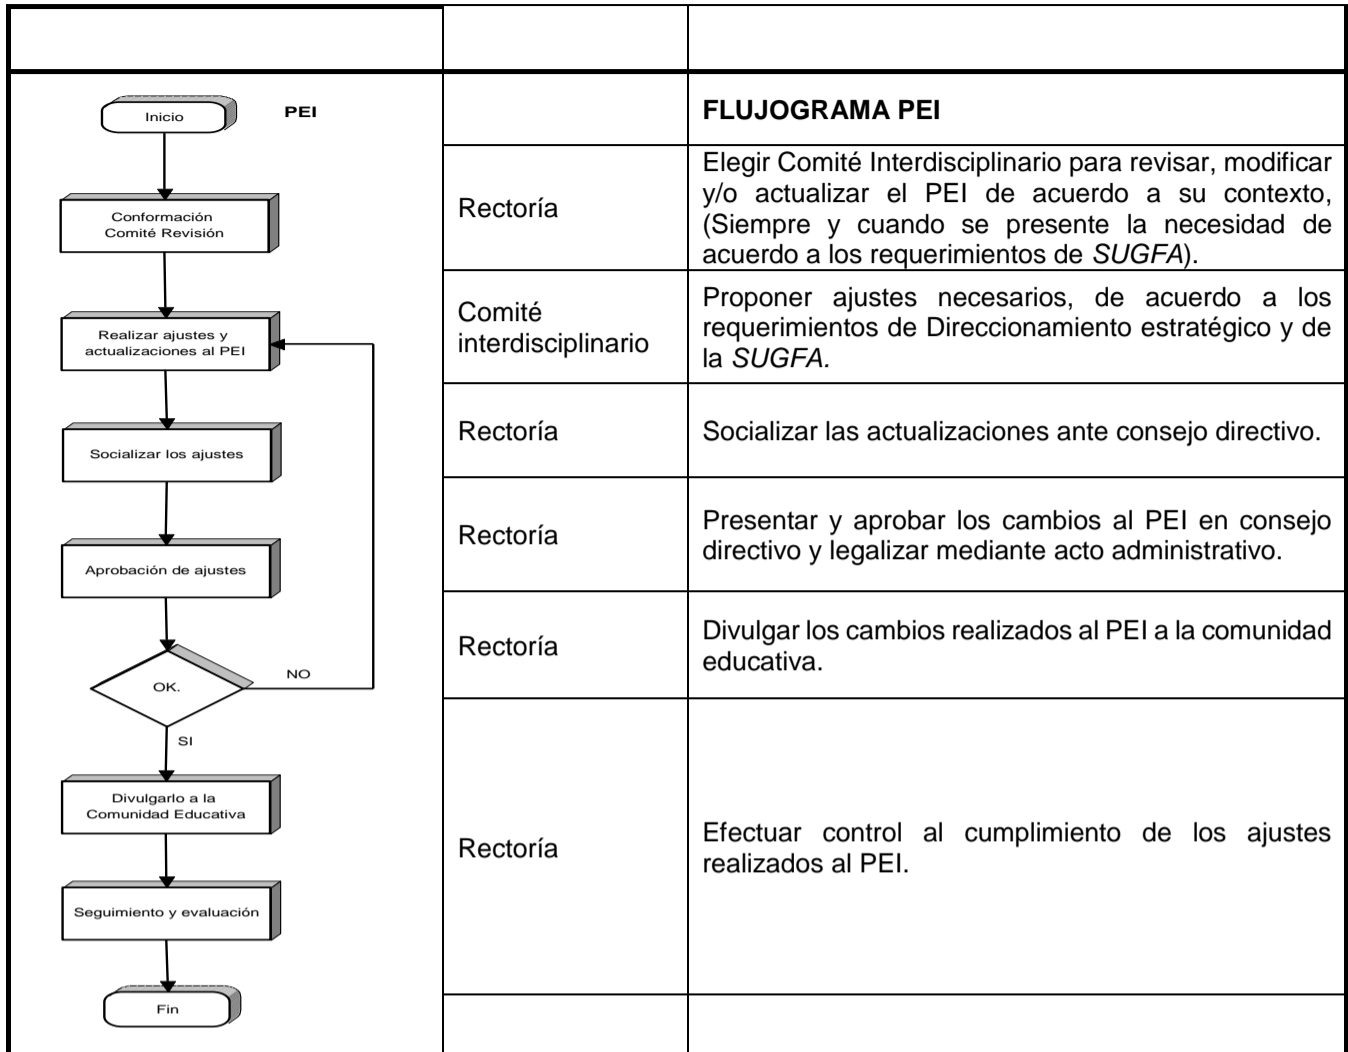 PEI
Inicio
Conformación
Comité Revisión
Realizar ajustes y
actualizaciones al PEI
Socializar los ajustes
Aprobación de ajustes
OK.
NO
SI
Divulgarlo a la
Comunidad Educativa
Seguimiento y evaluación
Fin
FLUJOGRAMA PEI
Rectoría
Elegir Comité Interdisciplinario para revisar, modificar
y/o actualizar el PEI de acuerdo a su contexto,
(Siempre y cuando se presente la necesidad de
acuerdo a los requerimientos de SUGFA).
Comité
interdisciplinario
Proponer ajustes necesarios, de acuerdo a los
requerimientos de Direccionamiento estratégico y de
la SUGFA.
Rectoría
Socializar las actualizaciones ante consejo directivo.
Rectoría
Presentar y aprobar los cambios al PEI en consejo
directivo y legalizar mediante acto administrativo.
Rectoría
Divulgar los cambios realizados al PEI a la comunidad
educativa.
Rectoría
Efectuar control al cumplimiento de los ajustes
realizados al PEI.